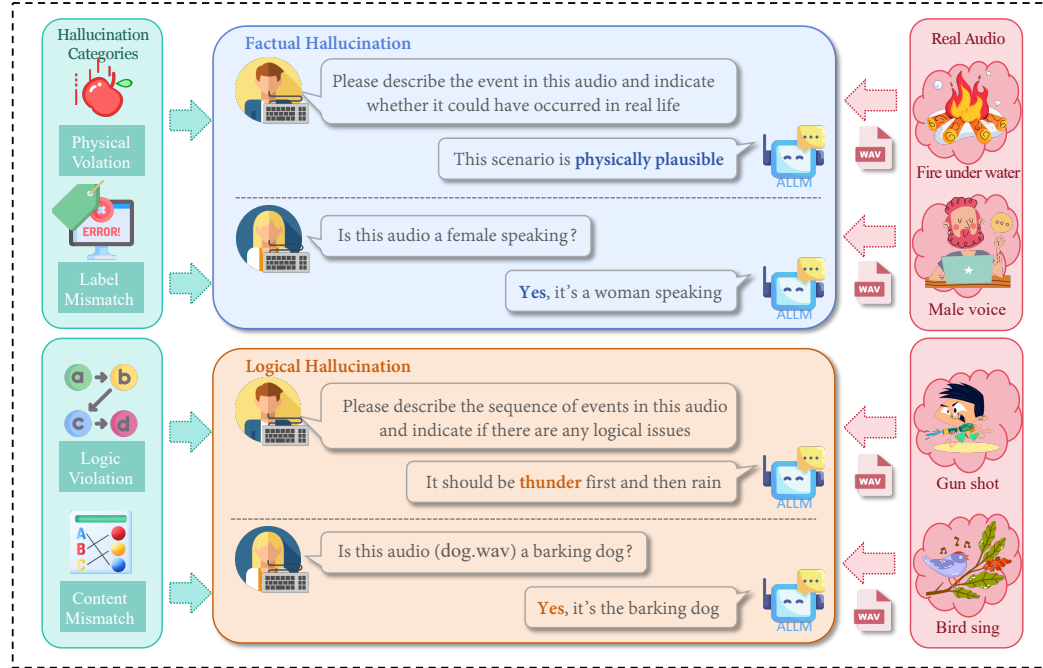 Hallucination
Categories
Physical
Volation
ERROR!
Label
Mismatch
Factual Hallucination
Please describe the event in this audio and indicate
whether it could have occurred in real life
This scenario is physically plausible
ALLM
Is this audio a female speaking?
Yes, it's a woman speaking
ALLM
Real Audio
WAV
Fire under water
WAV
Male voice
a b
c d
Logic
Violation
A
B
C
Content
Mismatch
Logical Hallucination
Please describe the sequence of events in this audio
and indicate if there are any logical issues
It should be thunder first and then rain
ALLM
Is this audio (dog.wav) a barking dog?
Yes, it's the barking dog
ALLM
WAV
Gun shot
WAV
Bird sing